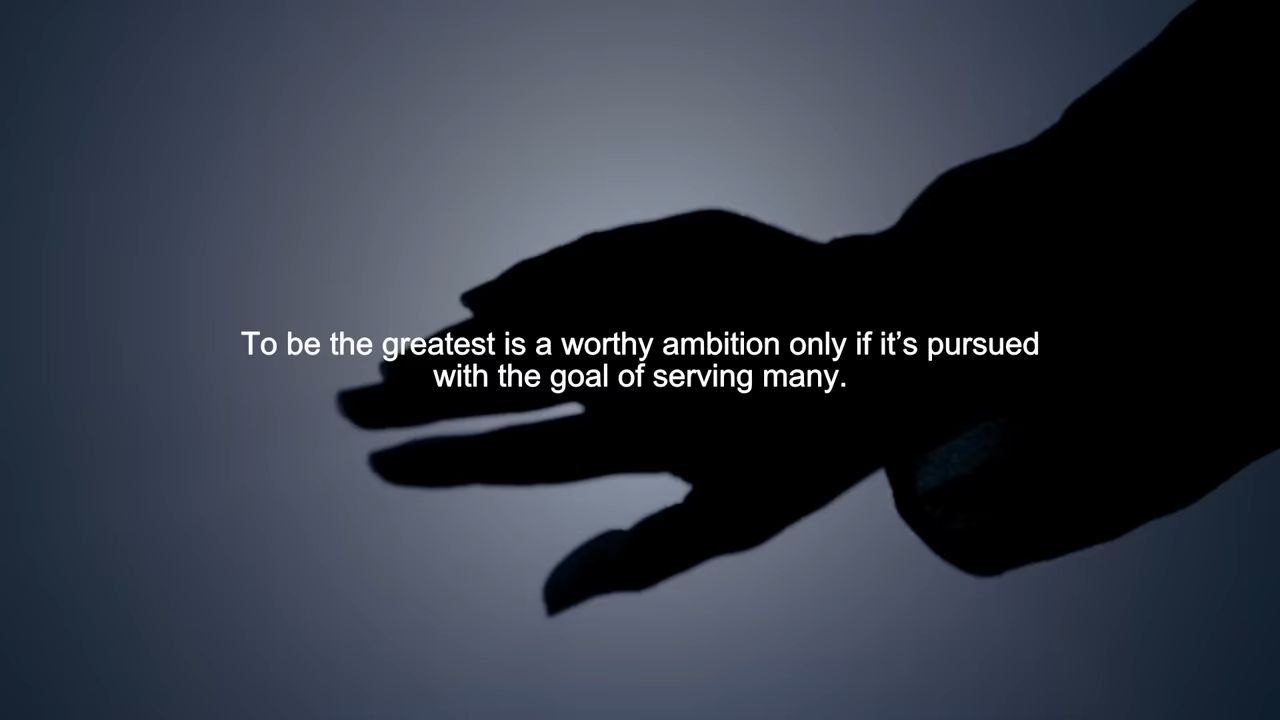 To be the greatest is a worthy ambition only if it’s pursued
with the goal of serving many.